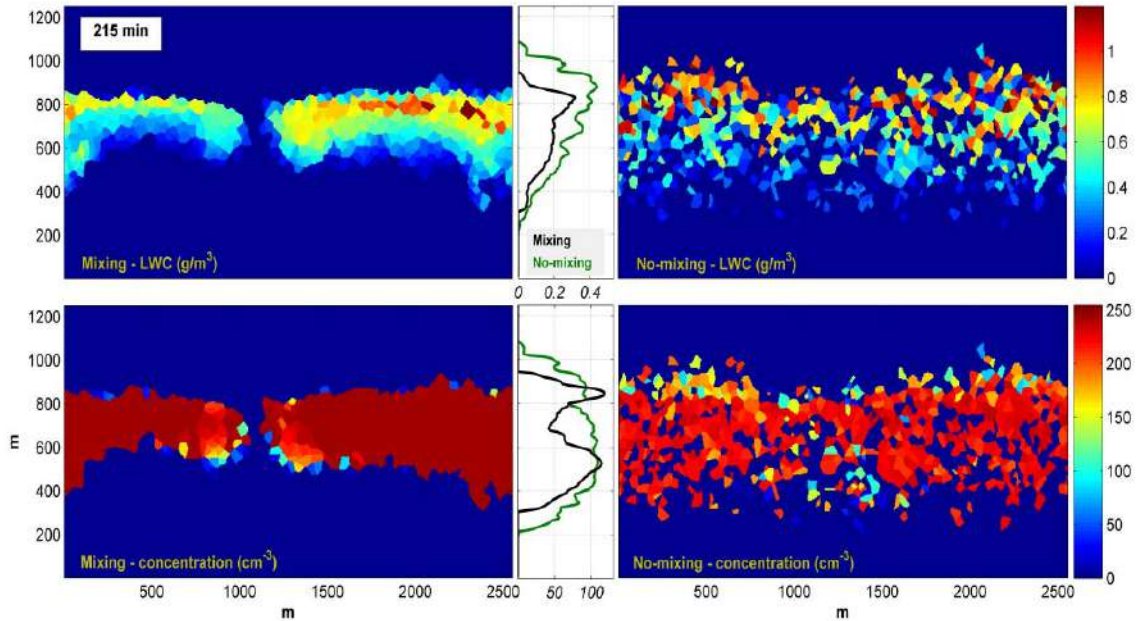 1200
1000
800
600
400
200
215 min
Mixing - LWC (g/m³)
Mixing
No-mixing
0 0.2 0.4
No-mixing - LWC (g/m³)
1
0.8
0.6
0.4
0.2
0
m
1200
1000
800
600
400
200
Mixing - concentration (cm⁻³)
500 1000 1500 2000 2500
m
50 100
No-mixing - concentration (cm⁻³)
500 1000 1500 2000 2500
m
250
200
150
100
50
0